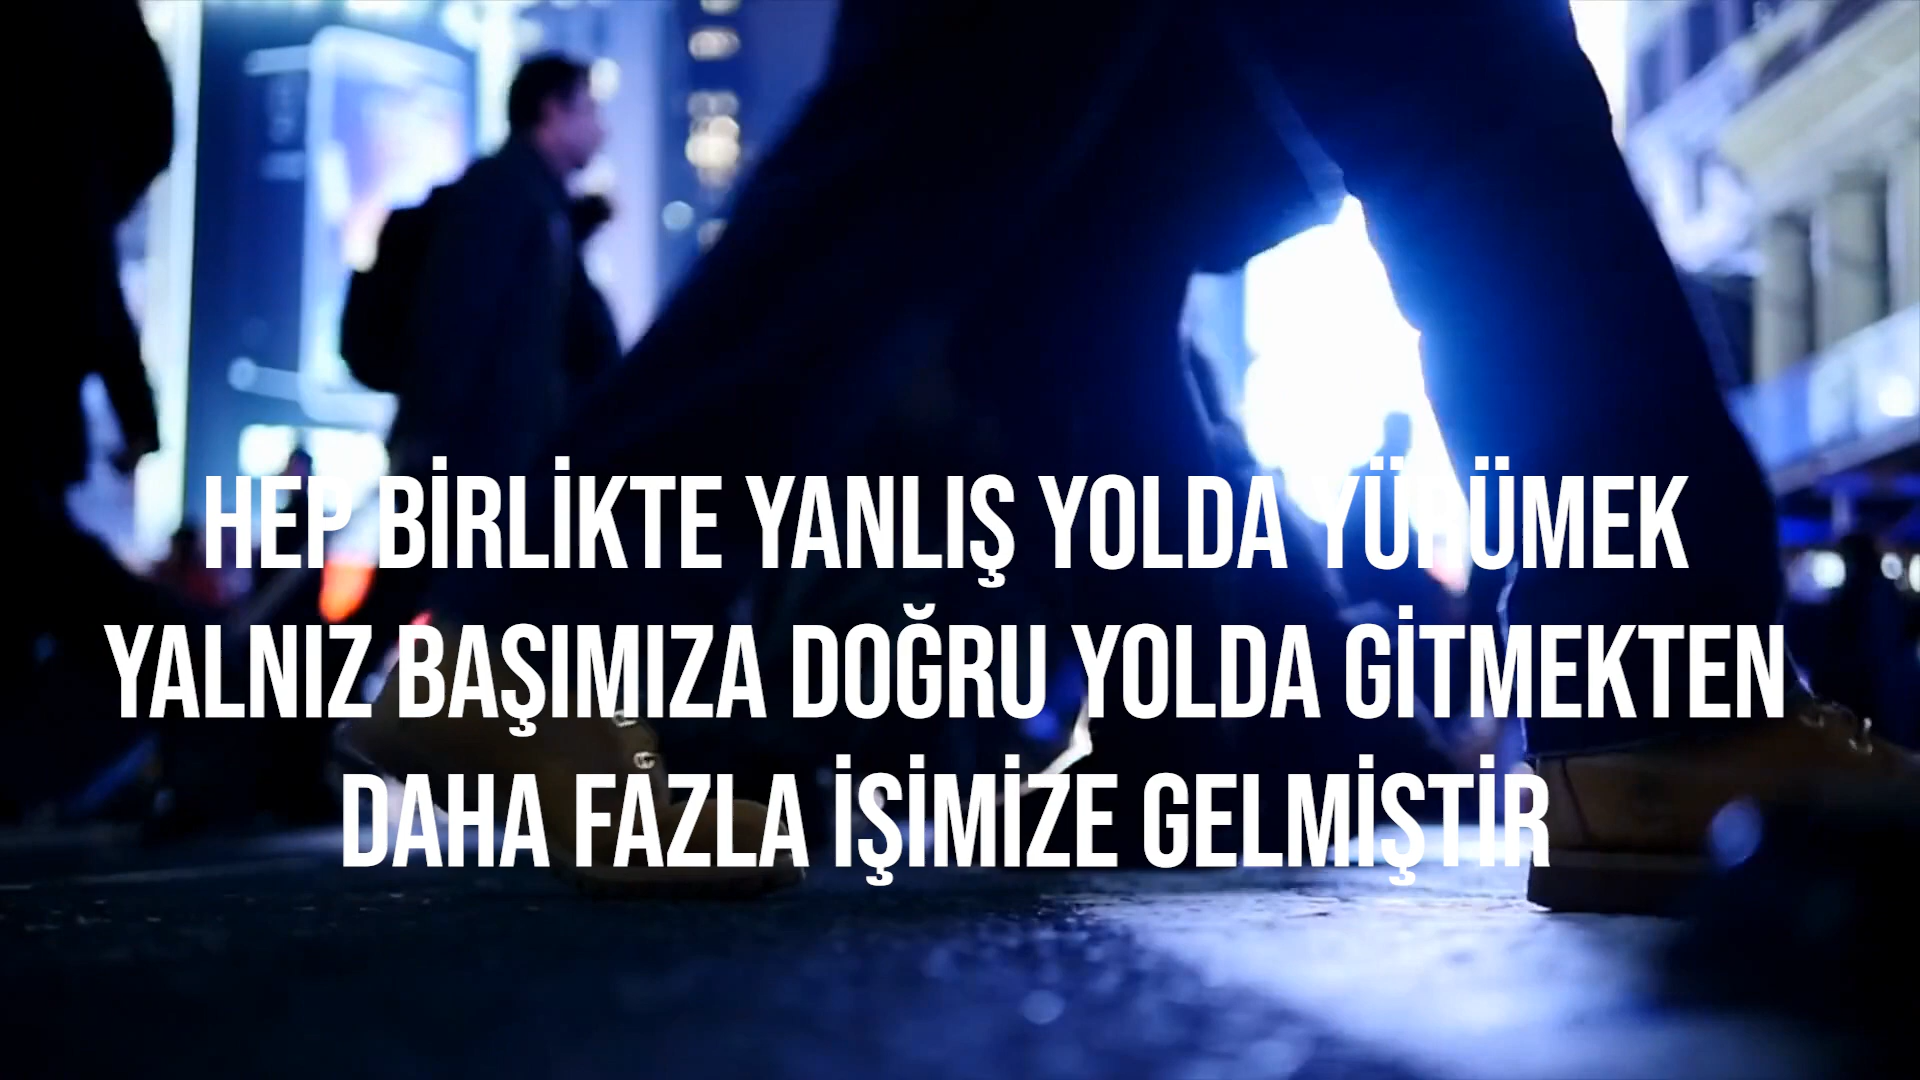 HEP BİRLİKTE YANLIŞ YOLDA YÜRÜMEK
YALNIZ BAŞIMIZA DOĞRU YOLDA GİTMEKTEN
DAHA FAZLA İŞİMİZE GELMİŞTİR